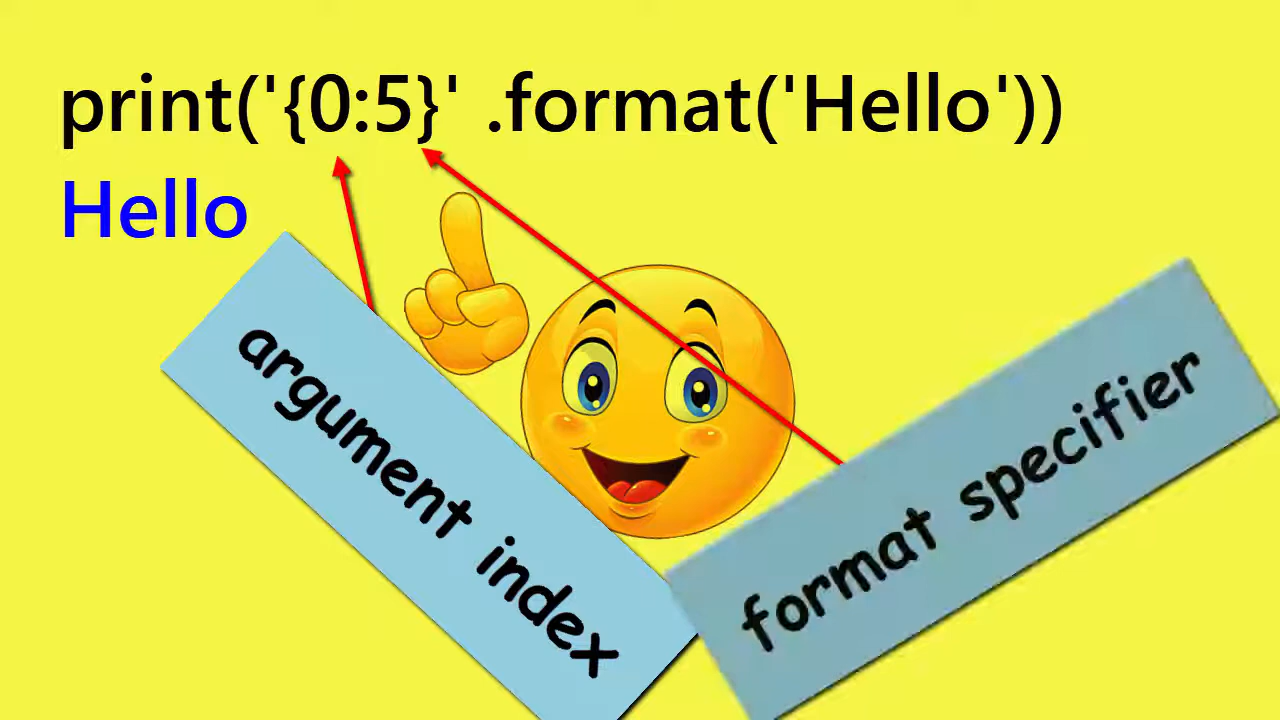 print('{0:5}' .format('Hello'))
Hello
argument index
format specifier